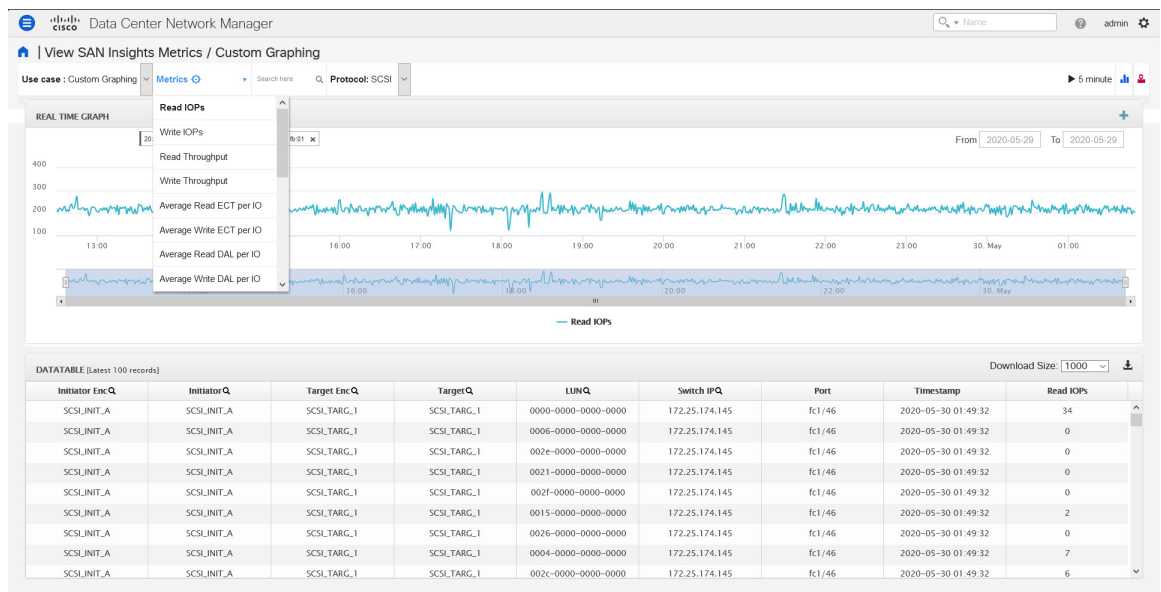 cisco Data Center Network Manager Name admin
| View SAN Insights Metrics / Custom Graphing
Use case : Custom Graphing Metrics Search here Protocol: SCSI 5 minute
Read IOPs
Write IOPs
Read Throughput
Write Throughput
Average Read ECT per IO
Average Write ECT per IO
Average Read DAL per IO
Average Write DAL per IO
REAL TIME GRAPH
20: fb:01 x From 2020-05-29 To 2020-05-29
400
300
200
100
13:00 16:00 17:00 18:00 19:00 20:00 21:00 22:00 23:00 30. May 01:00
16:00 18:00 20:00 22:00 30. May
Read IOPs
DATATABLE [Latest 100 records] Download Size: 1000
Initiator Enc Initiator Target Enc Target LUN Switch IP Port Timestamp Read IOPs
SCSI_INIT_A SCSI_INIT_A SCSI_TARG_1 SCSI_TARG_1 0000-0000-0000-0000 172.25.174.145 fc1/46 2020-05-30 01:49:32 34
SCSI_INIT_A SCSI_INIT_A SCSI_TARG_1 SCSI_TARG_1 0006-0000-0000-0000 172.25.174.145 fc1/46 2020-05-30 01:49:32 0
SCSI_INIT_A SCSI_INIT_A SCSI_TARG_1 SCSI_TARG_1 002e-0000-0000-0000 172.25.174.145 fc1/46 2020-05-30 01:49:32 0
SCSI_INIT_A SCSI_INIT_A SCSI_TARG_1 SCSI_TARG_1 0021-0000-0000-0000 172.25.174.145 fc1/46 2020-05-30 01:49:32 0
SCSI_INIT_A SCSI_INIT_A SCSI_TARG_1 SCSI_TARG_1 002f-0000-0000-0000 172.25.174.145 fc1/46 2020-05-30 01:49:32 0
SCSI_INIT_A SCSI_INIT_A SCSI_TARG_1 SCSI_TARG_1 0015-0000-0000-0000 172.25.174.145 fc1/46 2020-05-30 01:49:32 2
SCSI_INIT_A SCSI_INIT_A SCSI_TARG_1 SCSI_TARG_1 0026-0000-0000-0000 172.25.174.145 fc1/46 2020-05-30 01:49:32 0
SCSI_INIT_A SCSI_INIT_A SCSI_TARG_1 SCSI_TARG_1 0004-0000-0000-0000 172.25.174.145 fc1/46 2020-05-30 01:49:32 7
SCSI_INIT_A SCSI_INIT_A SCSI_TARG_1 SCSI_TARG_1 002c-0000-0000-0000 172.25.174.145 fc1/46 2020-05-30 01:49:32 6